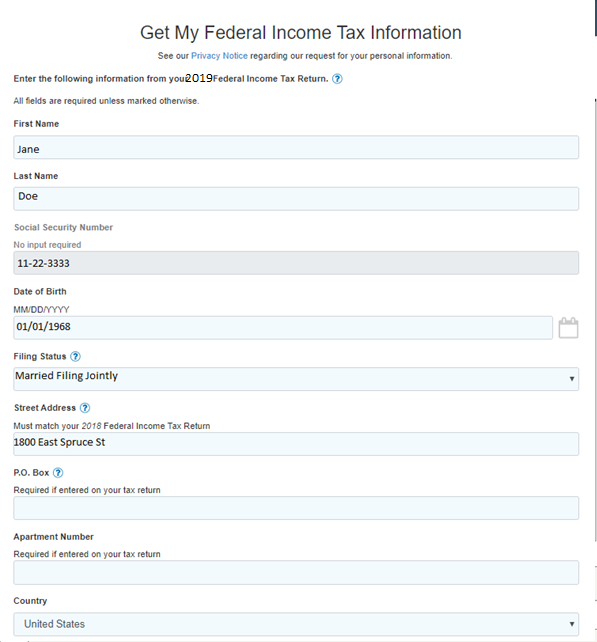 Get My Federal Income Tax Information
See our Privacy Notice regarding our request for your personal information.
Enter the following information from your2019Federal Income Tax Return. ?
All fields are required unless marked otherwise.
First Name
Jane
Last Name
Doe
Social Security Number
No input required
11-22-3333
Date of Birth
MM/DD/YYYY
01/01/1968
Filing Status ?
Married Filing Jointly
Street Address ?
Must match your 2018 Federal Income Tax Return
1800 East Spruce St
P.O. Box ?
Required if entered on your tax return
Apartment Number
Required if entered on your tax return
Country
United States